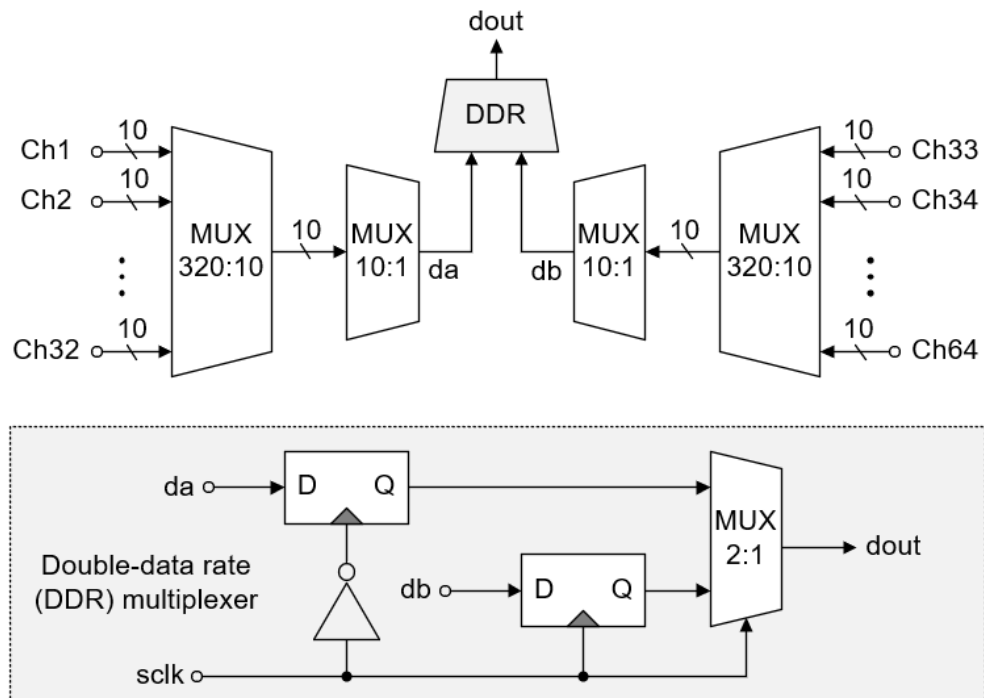 dout
DDR
Ch1
10
Ch2
10
Ch32
10
MUX
320:10
10
MUX
10:1
da
db
MUX
10:1
10
MUX
320:10
10
Ch33
10
Ch34
10
Ch64
da
D
Q
MUX
2:1
dout
Double-data rate
(DDR) multiplexer
db
D
Q
sclk